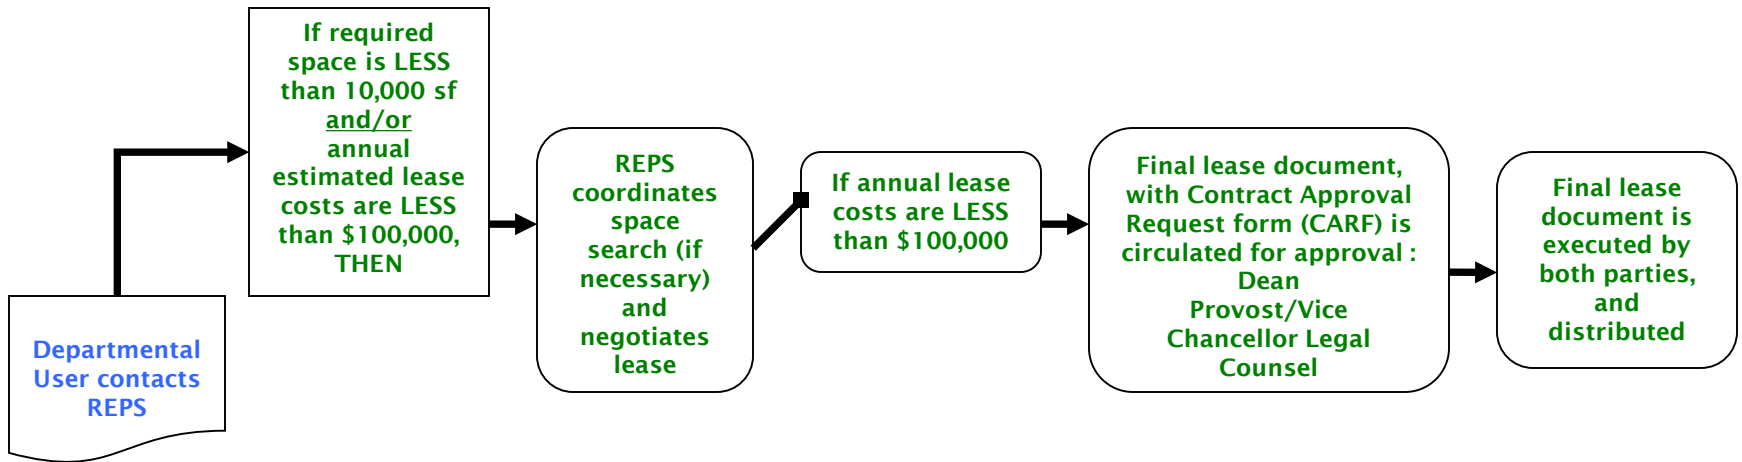 Departmental
User contacts
REPS
If required
space is LESS
than 10,000 sf
and/or
annual
estimated lease
costs are LESS
than $100,000,
THEN
REPS
coordinates
space
search (if
necessary)
and
negotiates
lease
If annual lease
costs are LESS
than $100,000
Final lease document,
with Contract Approval
Request form (CARF) is
circulated for approval :
Dean
Provost/Vice
Chancellor Legal
Counsel
Final lease
document is
executed by
both parties,
and
distributed